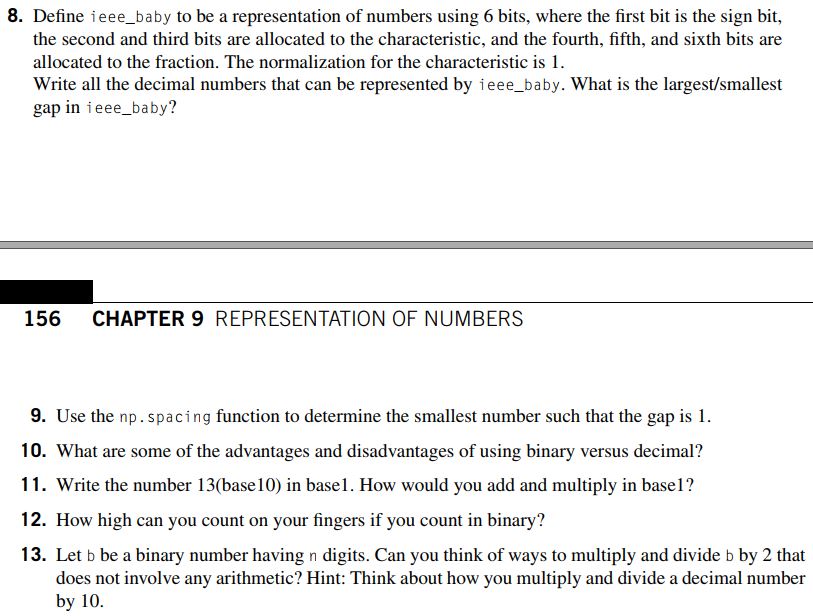 8. Define ieee_baby to be a representation of numbers using 6 bits, where the first bit is the sign bit,
the second and third bits are allocated to the characteristic, and the fourth, fifth, and sixth bits are
allocated to the fraction. The normalization for the characteristic is 1.
Write all the decimal numbers that can be represented by ieee_baby. What is the largest/smallest
gap in ieee_baby?
156 CHAPTER 9 REPRESENTATION OF NUMBERS
9. Use the np.spacing function to determine the smallest number such that the gap is 1.
10. What are some of the advantages and disadvantages of using binary versus decimal?
11. Write the number 13(base10) in base1. How would you add and multiply in base1?
12. How high can you count on your fingers if you count in binary?
13. Let b be a binary number having n digits. Can you think of ways to multiply and divide b by 2 that
does not involve any arithmetic? Hint: Think about how you multiply and divide a decimal number
by 10.